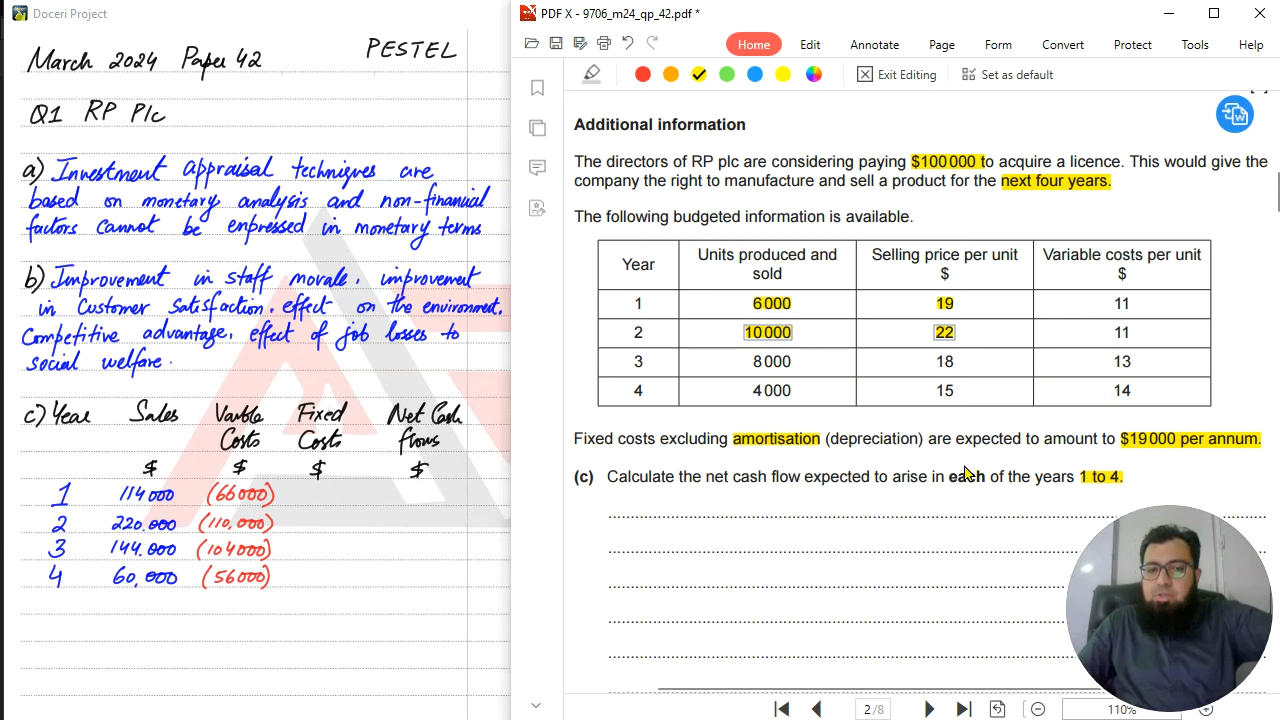 Doceri Project
March 2024 Paper 42 PESTEL
Q1 RP Plc
a) Investment appraisal techniques are
based on monetary analysis and non-financial
factors cannot be expressed in monetary terms
b) Improvement in staff morale, improvement
in Customer Satisfaction, effect on the environment,
Competitive advantage, effect of job losses to
social welfare.
c) Year Sales Varble Fixed Net Cash
Costs Costs flows
$ $ $ $
1 114000 (66000)
2 220.000 (110,000)
3 144.000 (104000)
4 60,000 (56000)
PDF X - 9706_m24_qp_42.pdf *
Home Edit Annotate Page Form Convert Protect Tools Help
Exit Editing Set as default
Additional information
The directors of RP plc are considering paying $100000 to acquire a licence. This would give the
company the right to manufacture and sell a product for the next four years.
The following budgeted information is available.
Year Units produced and sold Selling price per unit $ Variable costs per unit $
1 6000 19 11
2 10000 22 11
3 8000 18 13
4 4000 15 14
Fixed costs excluding amortisation (depreciation) are expected to amount to $19000 per annum.
(c) Calculate the net cash flow expected to arise in each of the years 1 to 4.
2/8 110%